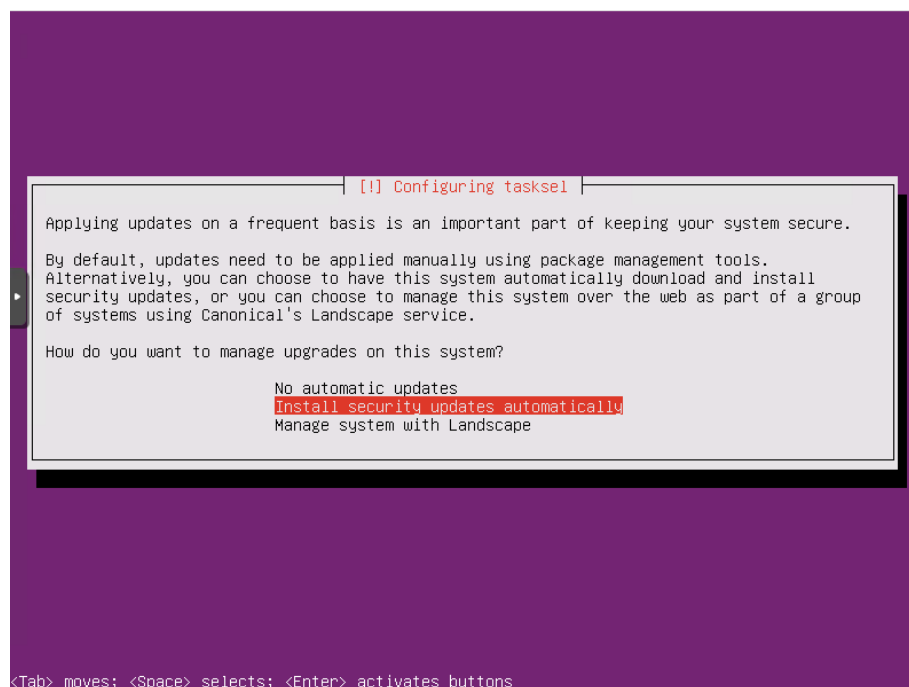 [!] Configuring tasksel
Applying updates on a frequent basis is an important part of keeping your system secure.
By default, updates need to be applied manually using package management tools.
Alternatively, you can choose to have this system automatically download and install
security updates, or you can choose to manage this system over the web as part of a group
of systems using Canonical's Landscape service.
How do you want to manage upgrades on this system?
No automatic updates
Install security updates automatically
Manage system with Landscape
<Tab> moves; <Space> selects; <Enter> activates buttons